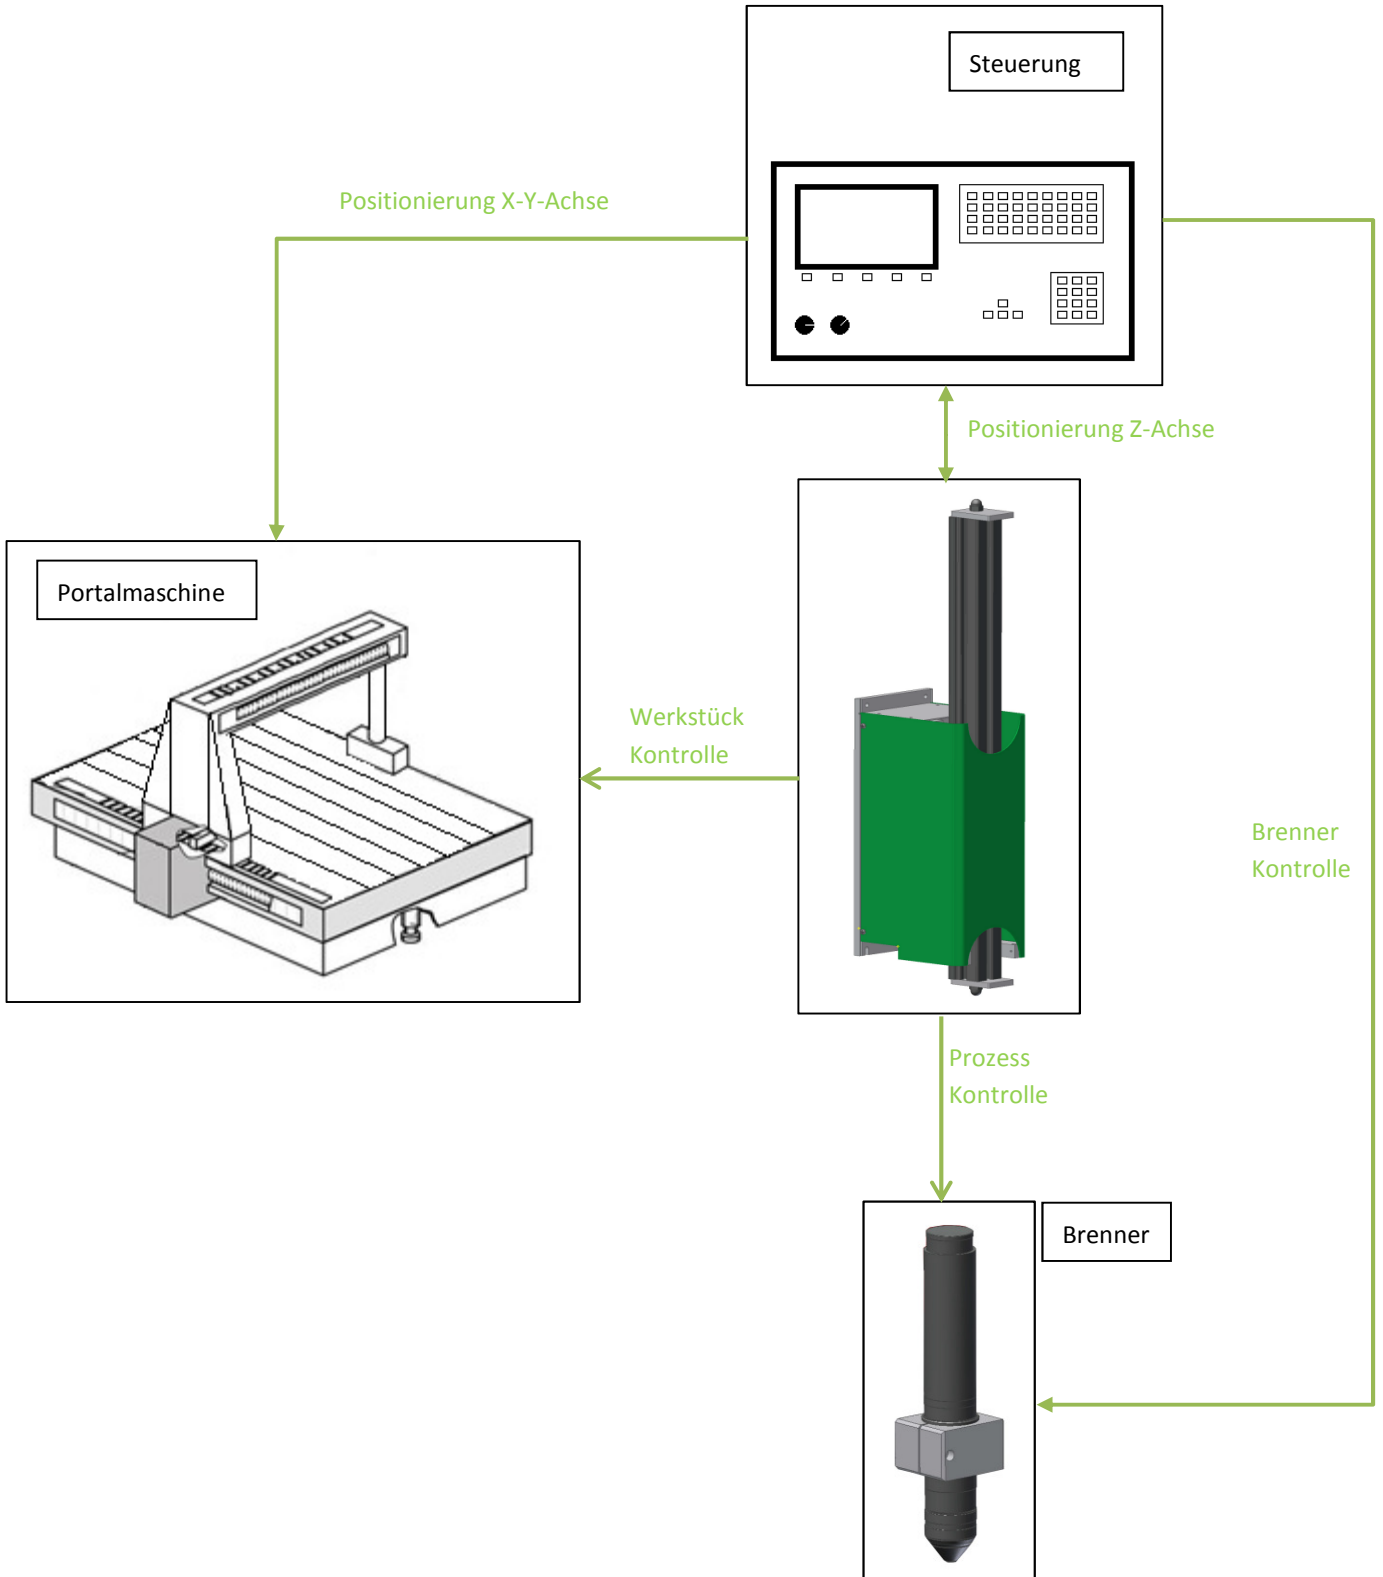 Steuerung
Positionierung X-Y-Achse
Positionierung Z-Achse
Portalmaschine
Werkstück
Kontrolle
Brenner
Kontrolle
Prozess
Kontrolle
Brenner